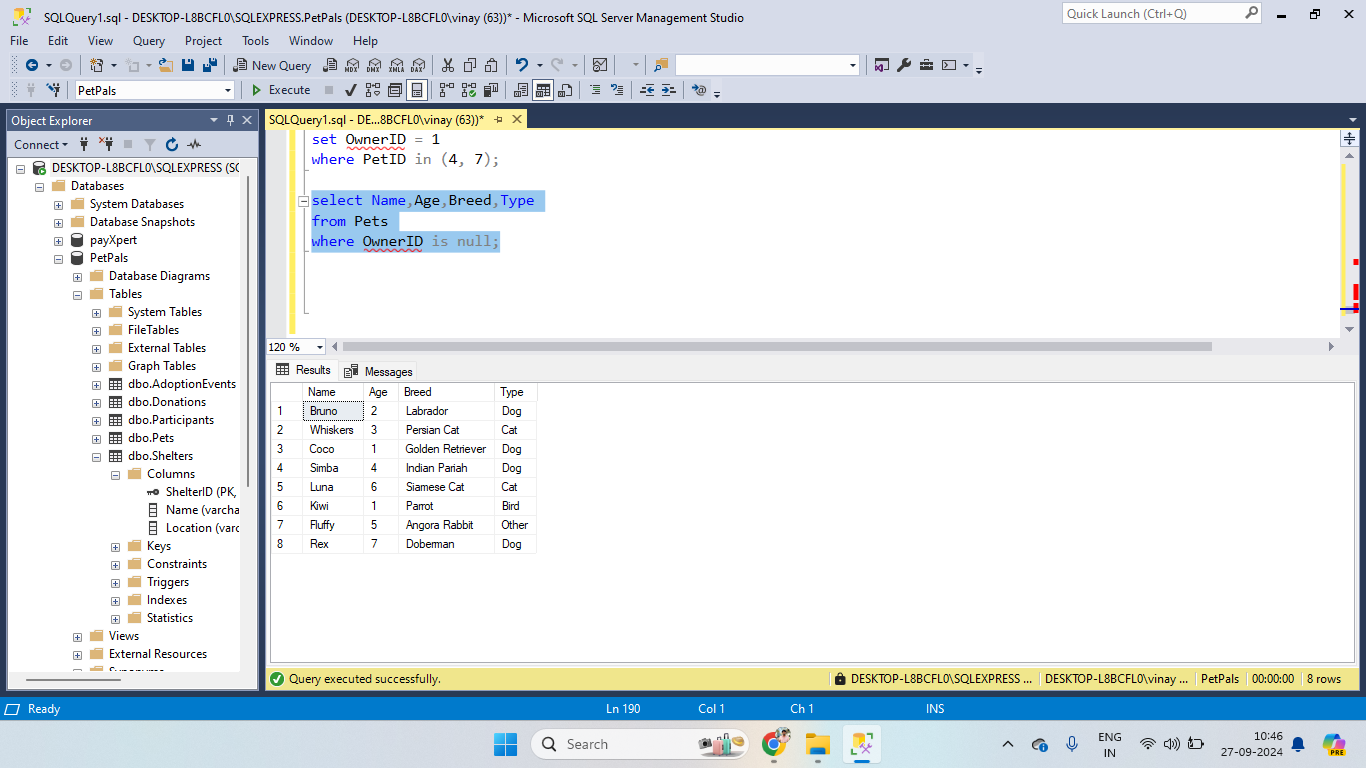 SQLQuery1.sql - DESKTOP-L8BCFL0\SQLEXPRESS.PetPals (DESKTOP-L8BCFL0\vinay (63))* - Microsoft SQL Server Management Studio
Quick Launch (Ctrl+Q)
File Edit View Query Project Tools Window Help
New Query MDX DMX XMLA DAX
PetPals Execute
Object Explorer
Connect
DESKTOP-L8BCFL0\SQLEXPRESS (SQ
Databases
System Databases
Database Snapshots
payXpert
PetPals
Database Diagrams
Tables
System Tables
FileTables
External Tables
Graph Tables
dbo.AdoptionEvents
dbo.Donations
dbo.Participants
dbo.Pets
dbo.Shelters
Columns
ShelterID (PK,
Name (varcha
Location (varc
Keys
Constraints
Triggers
Indexes
Statistics
Views
External Resources
SQLQuery1.sql - DE...8BCFL0\vinay (63))*
set OwnerID = 1
where PetID in (4, 7);
select Name,Age,Breed,Type
from Pets
where OwnerID is null;
120 %
Results Messages
Name Age Breed Type
1 Bruno 2 Labrador Dog
2 Whiskers 3 Persian Cat Cat
3 Coco 1 Golden Retriever Dog
4 Simba 4 Indian Pariah Dog
5 Luna 6 Siamese Cat Cat
6 Kiwi 1 Parrot Bird
7 Fluffy 5 Angora Rabbit Other
8 Rex 7 Doberman Dog
Query executed successfully. DESKTOP-L8BCFL0\SQLEXPRESS ... DESKTOP-L8BCFL0\vinay ... PetPals 00:00:00 8 rows
Ready Ln 190 Col 1 Ch 1 INS
Search
ENG
IN
10:46
27-09-2024
PRE